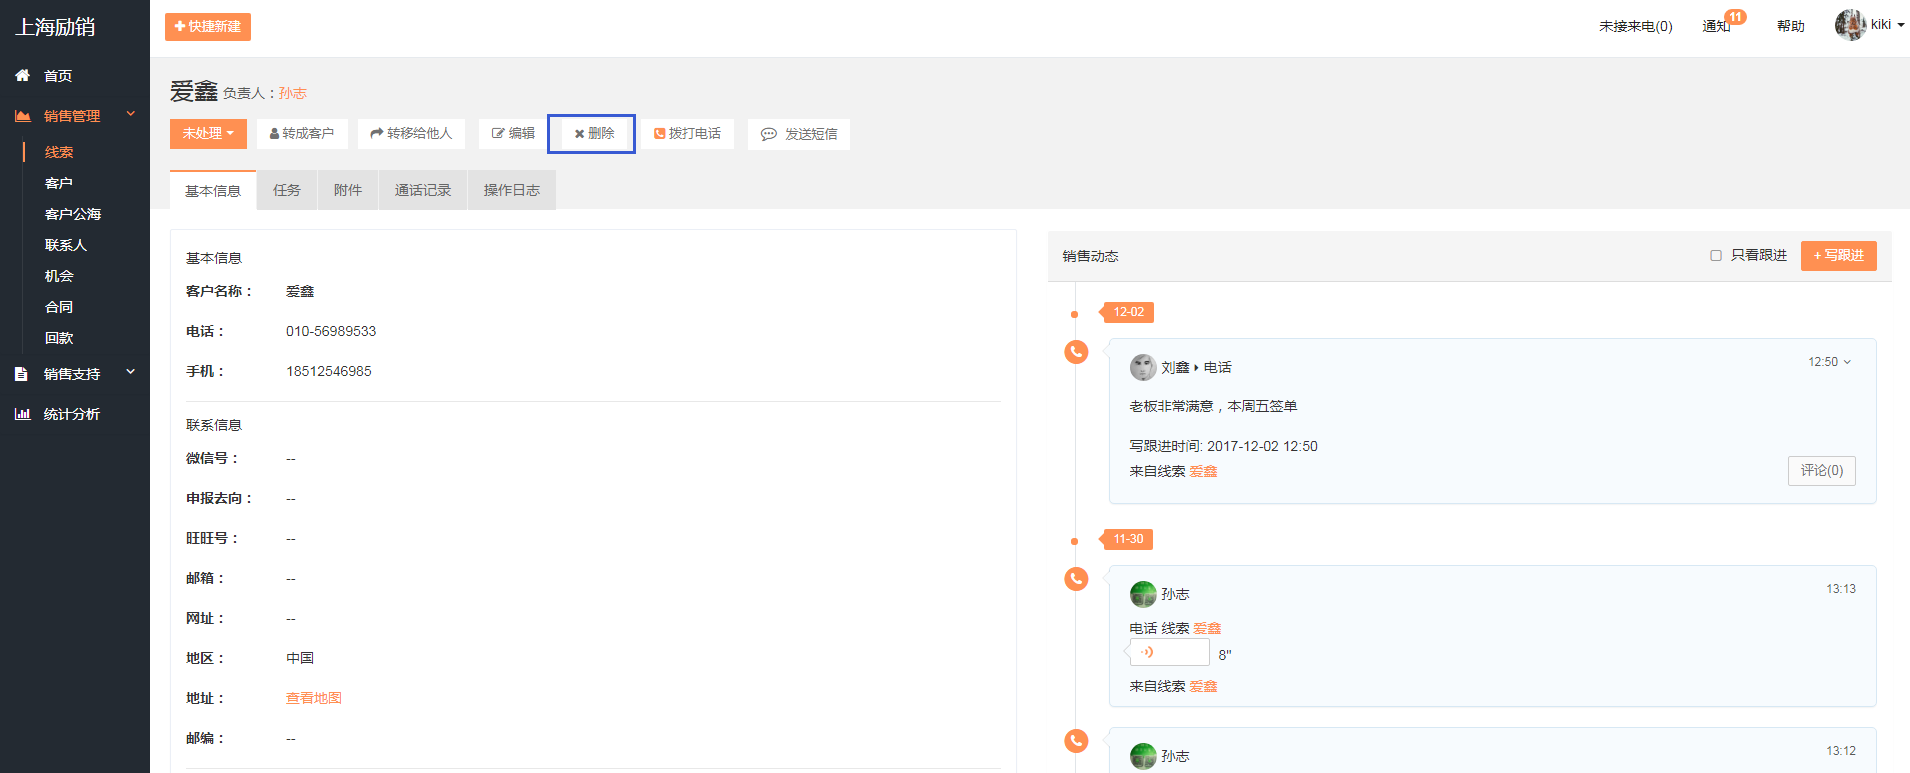 上海励销
快捷新建
未接来电(0) 通知 11 帮助 kiki
首页
销售管理
线索
客户
客户公海
联系人
机会
合同
回款
销售支持
统计分析
爱鑫 负责人：孙志
未处理 转成客户 转移给他人 编辑 删除 拨打电话 发送短信
基本信息 任务 附件 通话记录 操作日志
基本信息
客户名称： 爱鑫
电话： 010-56989533
手机： 18512546985
联系信息
微信号： --
申报去向： --
旺旺号： --
邮箱： --
网址： --
地区： 中国
地址： 查看地图
邮编： --
销售动态 只看跟进 +写跟进
12-02
刘鑫 电话 12:50
老板非常满意，本周五签单
写跟进时间: 2017-12-02 12:50
来自线索 爱鑫
评论(0)
11-30
孙志 13:13
电话 线索 爱鑫
8"
来自线索 爱鑫
孙志 13:12